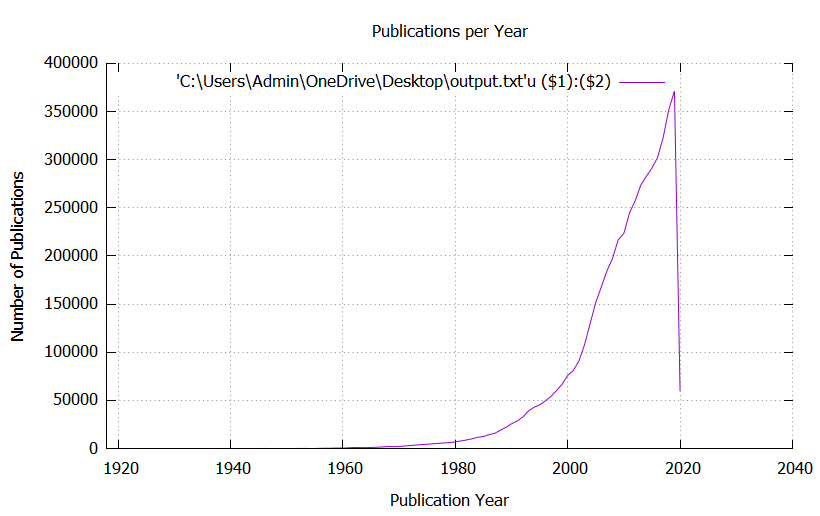 Publications per Year
400000
'C:\Users\Admin\OneDrive\Desktop\output.txt'u ($1):($2)
350000
300000
250000
200000
150000
100000
50000
0
Number of Publications
1920 1940 1960 1980 2000 2020 2040
Publication Year